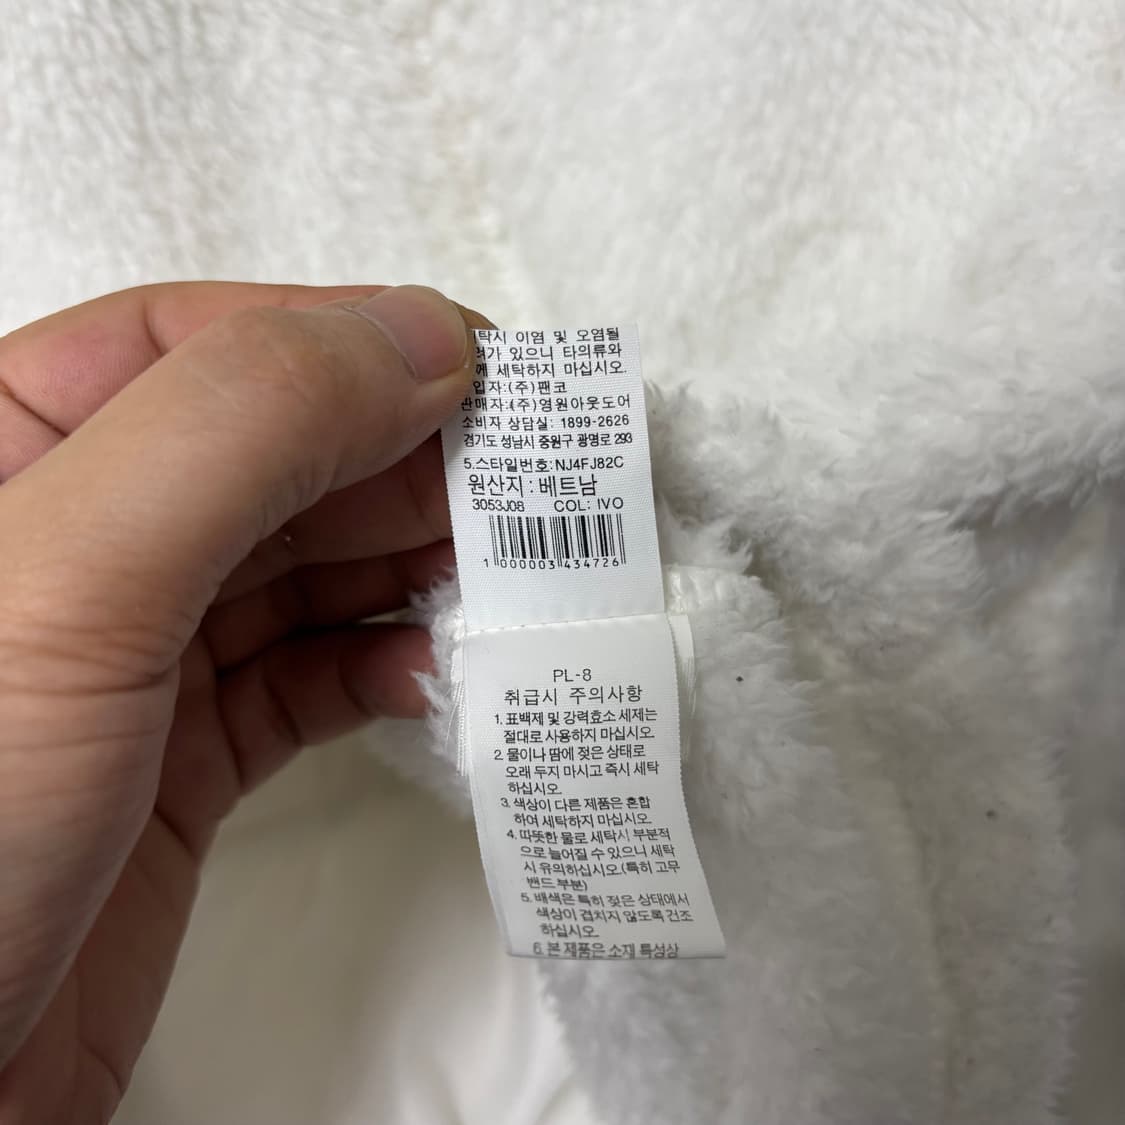 탁시 이염 및 오염될
려가 있으니 타의류와
께 세탁하지 마십시오.
입자:(주)팬코
판매자:(주)영원아웃도어
소비자 상담실: 1899-2626
경기도 성남시 중원구 광명로 293
5.스타일번호:NJ4FJ82C
원산지:베트남
3053J08 COL: IVO
1 000003 434726
PL-8
취급시 주의사항
1. 표백제 및 강력효소 세제는
절대로 사용하지 마십시오.
2. 물이나 땀에 젖은 상태로
오래 두지 마시고 즉시 세탁
하십시오.
3. 색상이 다른 제품은 혼합
하여 세탁하지 마십시오.
4. 따뜻한 물로 세탁시 부분적
으로 늘어질 수 있으니 세탁
시 유의하십시오.(특히 고무
밴드 부분)
5. 배색은 특히 젖은 상태에서
색상이 겹치지 않도록 건조
하십시오.
6. 본 제품은 소재 특성상